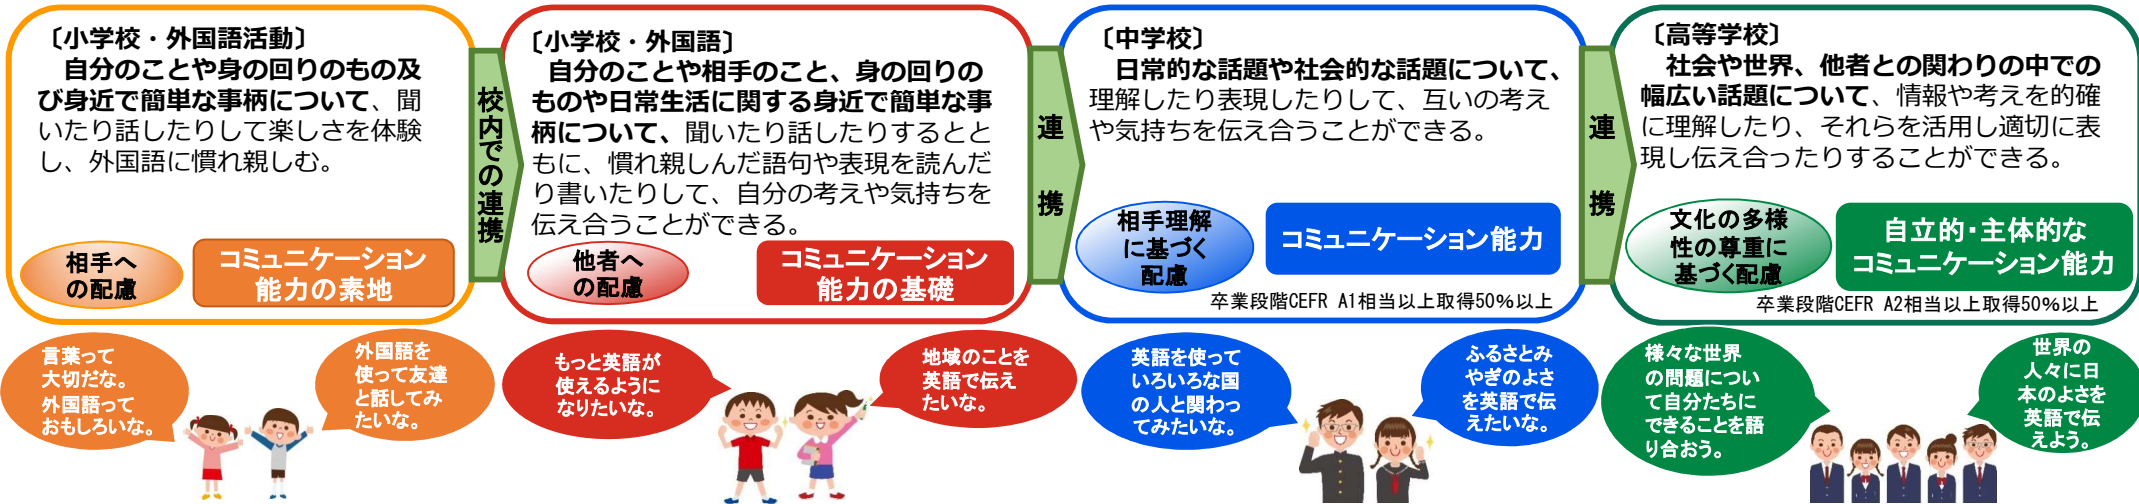 〔小学校・外国語活動〕
自分のことや身の回りのもの及
び身近で簡単な事柄について、聞
いたり話したりして楽しさを体験
し、外国語に慣れ親しむ。
相手へ
の配慮
コミュニケーション
能力の素地
校内での連携
〔小学校・外国語〕
自分のことや相手のこと、身の回りの
ものや日常生活に関する身近で簡単な事
柄について、聞いたり話したりするとと
もに、慣れ親しんだ語句や表現を読んだ
り書いたりして、自分の考えや気持ちを
伝え合うことができる。
他者へ
の配慮
コミュニケーション
能力の基礎
連携
〔中学校〕
日常的な話題や社会的な話題について、
理解したり表現したりして、互いの考え
や気持ちを伝え合うことができる。
相手理解
に基づく
配慮
コミュニケーション能力
卒業段階CEFR A1相当以上取得50%以上
連携
〔高等学校〕
社会や世界、他者との関わりの中での
幅広い話題について、情報や考えを的確
に理解したり、それらを活用し適切に表
現し伝え合ったりすることができる。
文化の多様
性の尊重に
基づく配慮
自立的・主体的な
コミュニケーション能力
卒業段階CEFR A2相当以上取得50%以上
言葉って
大切だな。
外国語って
おもしろいな。
外国語を
使って友達
と話してみ
たいな。
もっと英語が
使えるように
なりたいな。
地域のことを
英語で伝え
たいな。
英語を使って
いろいろな国
の人と関わっ
てみたいな。
ふるさとみ
やぎのよさ
を英語で伝
えたいな。
様々な世界
の問題につい
て自分たちに
できることを語
り合おう。
世界の
人々に日
本のよさを
英語で伝
えよう。